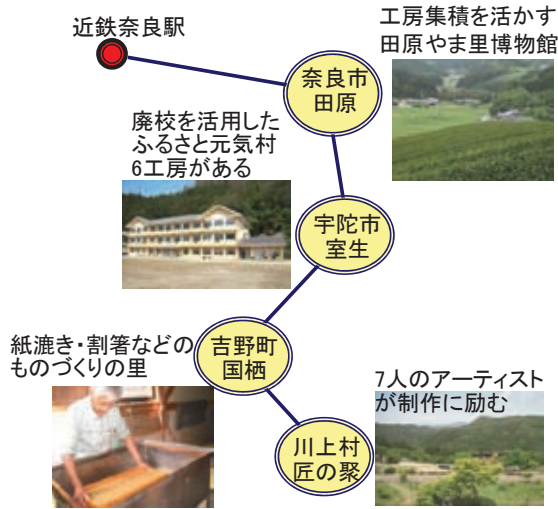 近鉄奈良駅
工房集積を活かす
田原やま里博物館
奈良市
田原
廃校を活用した
ふるさと元気村
6工房がある
宇陀市
室生
吉野町
国栖
紙漉き・割箸などの
ものづくりの里
7人のアーティスト
が制作に励む
川上村
匠の聚